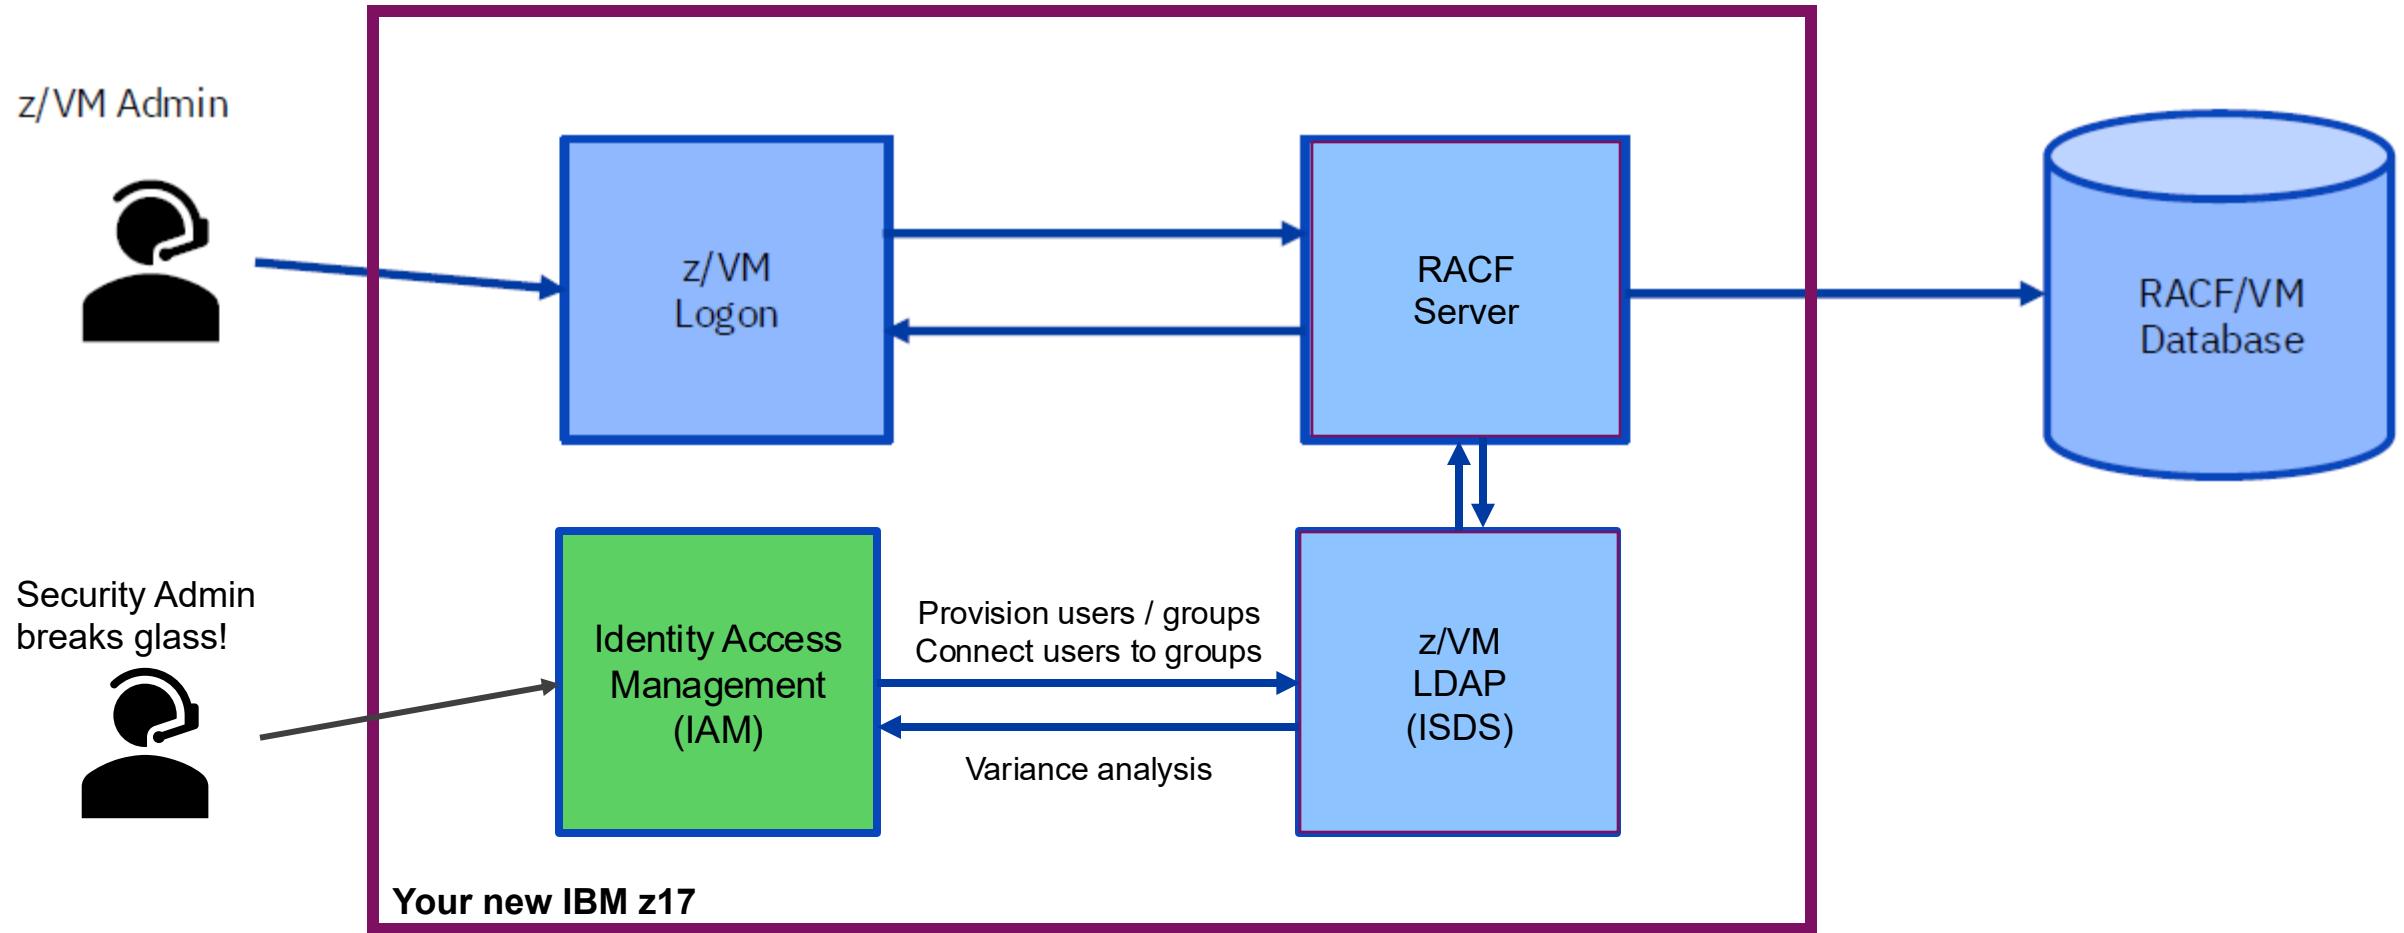 z/VM Admin
z/VM
Logon
RACF
Server
RACF/VM
Database
Security Admin
breaks glass!
Identity Access
Management
(IAM)
Provision users / groups
Connect users to groups
Variance analysis
z/VM
LDAP
(ISDS)
Your new IBM z17